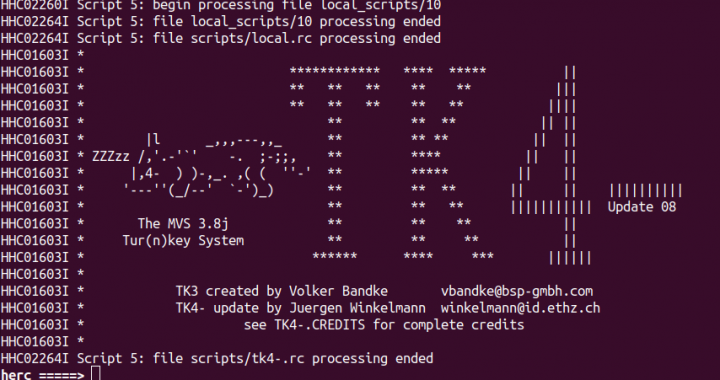 HHC02260I Script 5: begin processing file local_scripts/10
HHC02264I Script 5: file local_scripts/10 processing ended
HHC02264I Script 5: file scripts/local.rc processing ended
HHC01603I *
HHC01603I *                         ************   ****  *****          ||
HHC01603I *                         **   **   **    **    **           |||
HHC01603I *                         **   **   **    **   **           ||||
HHC01603I *                              **         **  **           || ||
HHC01603I *       |l      _,,,---,,_     **         ** **           ||  ||
HHC01603I * ZZZzz /,'.-'`'    -.  ;-;;,    **         ****          ||   ||
HHC01603I *      |,4-  ) )-,_. ,( (  ''-'  **         *****        ||    ||
HHC01603I *     '---''(_/--'  `-')_)       **         ** **       ||     ||   ||||||||||
HHC01603I *                              **         **   **     |||||||||||  Update 08
HHC01603I *       The MVS 3.8j             **         **   **            ||
HHC01603I *     Tur(n)key System           **         **    **           ||
HHC01603I *                            ******      ****    ***     ||||||
HHC01603I *
HHC01603I *            TK3 created by Volker Bandke       vbandke@bsp-gmbh.com
HHC01603I *            TK4- update by Juergen Winkelmann  winkelmann@id.ethz.ch
HHC01603I *                     see TK4-.CREDITS for complete credits
HHC01603I *
HHC02264I Script 5: file scripts/tk4-.rc processing ended
herc =====>